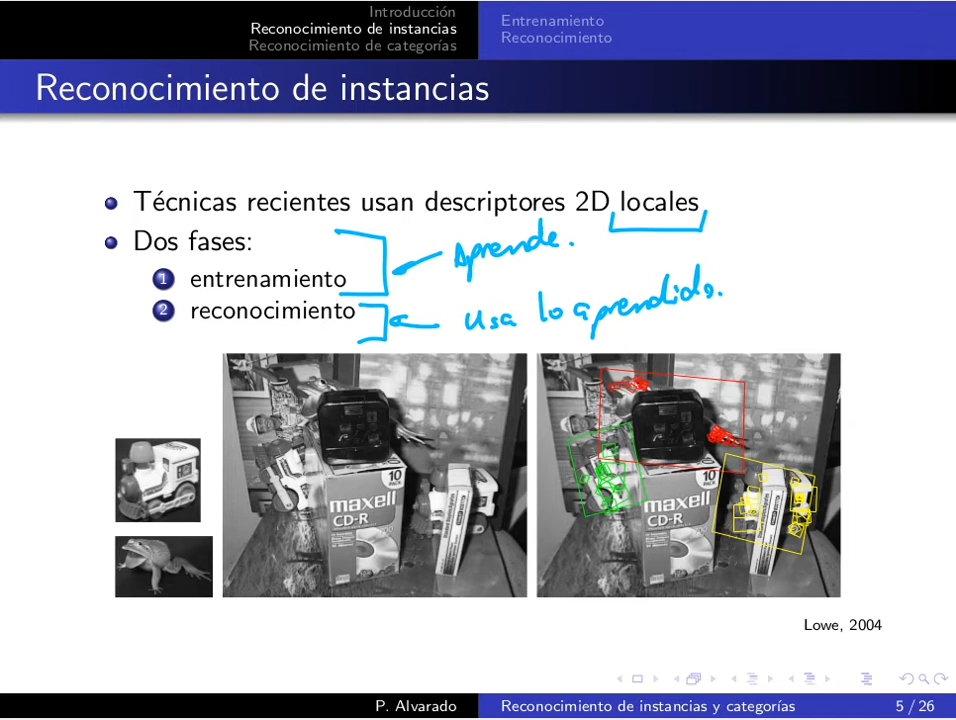 Introducción
Reconocimiento de instancias
Reconocimiento de categorías
Entrenamiento
Reconocimiento
Reconocimiento de instancias
Técnicas recientes usan descriptores 2D locales
Dos fases:
Aprende.
1 entrenamiento
2 reconocimiento
usa lo aprendido.
10
PACK
maxell
CD-R
10
PACK
maxell
CD-R
Lowe, 2004
P. Alvarado
Reconocimiento de instancias y categorías
5 / 26